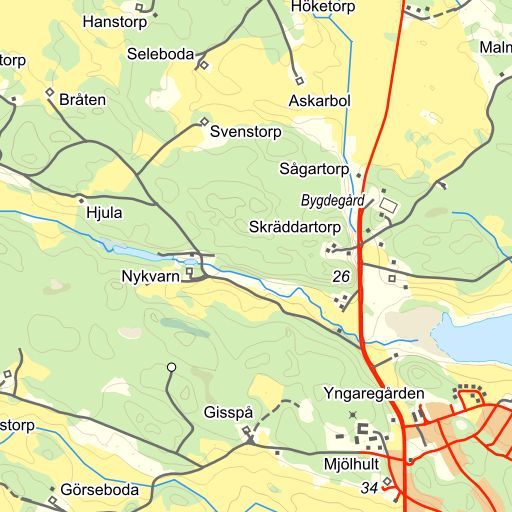 Höketorp
Hanstorp
Seleboda
Malm
torp
Bråten
Askarbol
Svenstorp
Sågartorp
Bygdegård
Hjula
Skräddartorp
Nykvarn
26
Yngaregården
Gisspå
storp
Mjölhult
Görseboda
34